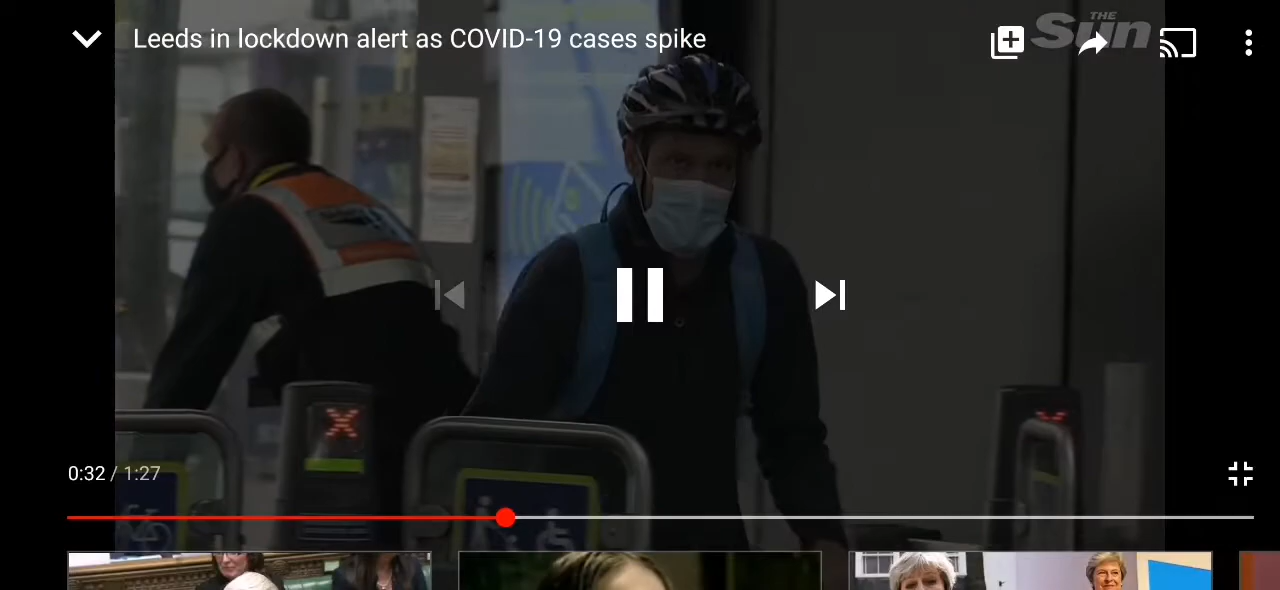 Leeds in lockdown alert as COVID-19 cases spike
THE
Sun
X
0:32 / 1:27